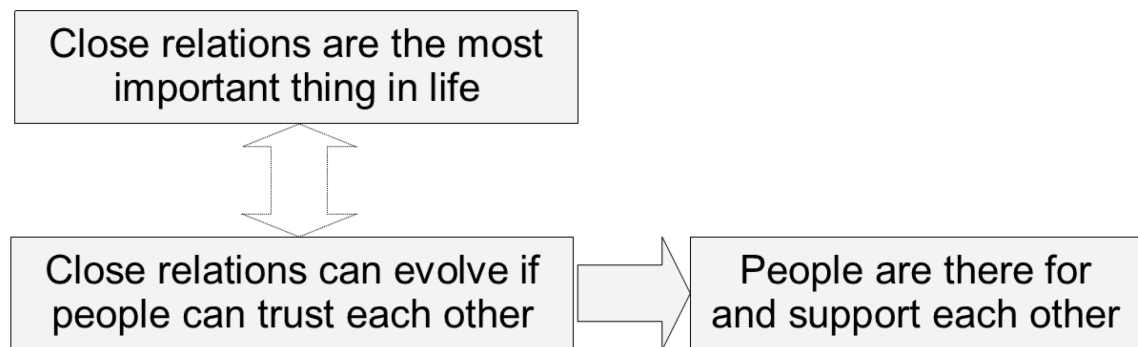 Close relations are the most
important thing in life
Close relations can evolve if
people can trust each other
People are there for
and support each other